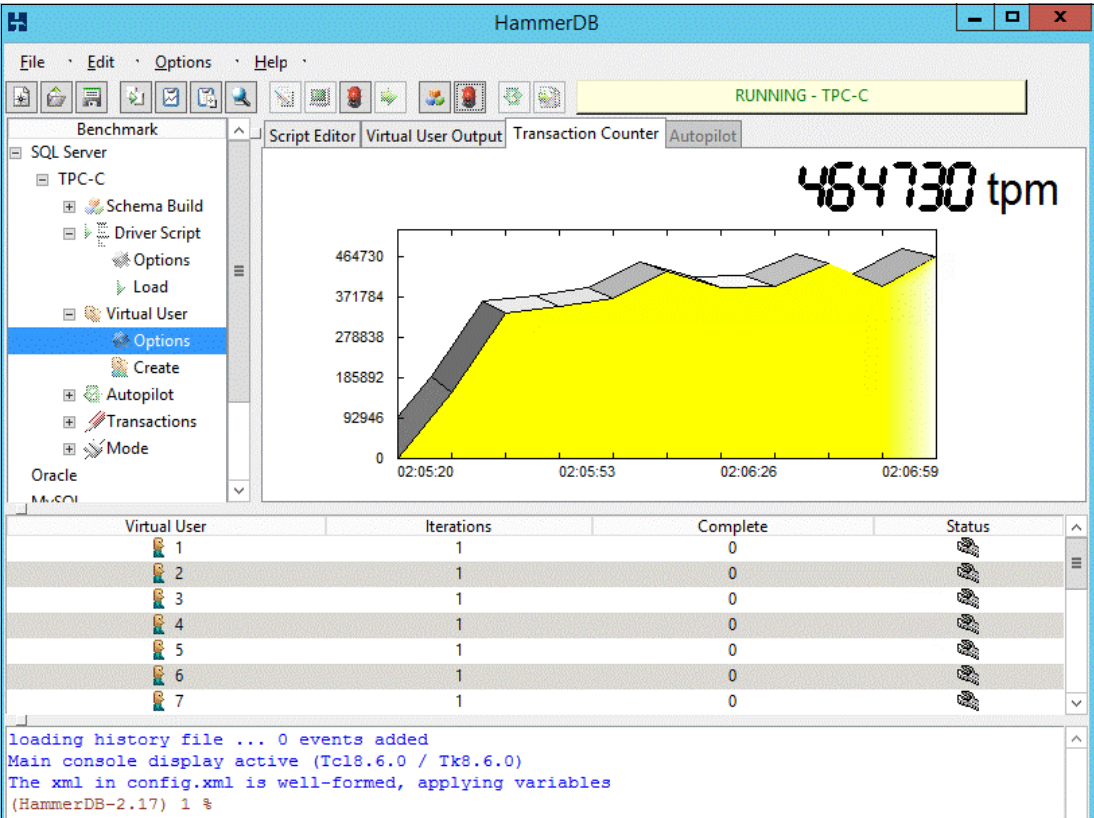 HammerDB
File Edit Options Help
RUNNING - TPC-C
Benchmark
SQL Server
TPC-C
Schema Build
Driver Script
Options
Load
Virtual User
Options
Create
Autopilot
Transactions
Mode
Oracle
MySQL
Script Editor Virtual User Output Transaction Counter Autopilot
464730 tpm
464730
371784
278838
185892
92946
0
02:05:20 02:05:53 02:06:26 02:06:59
Virtual User Iterations Complete Status
1 1 0
2 1 0
3 1 0
4 1 0
5 1 0
6 1 0
7 1 0
loading history file ... 0 events added
Main console display active (Tcl8.6.0 / Tk8.6.0)
The xml in config.xml is well-formed, applying variables
(HammerDB-2.17) 1 %